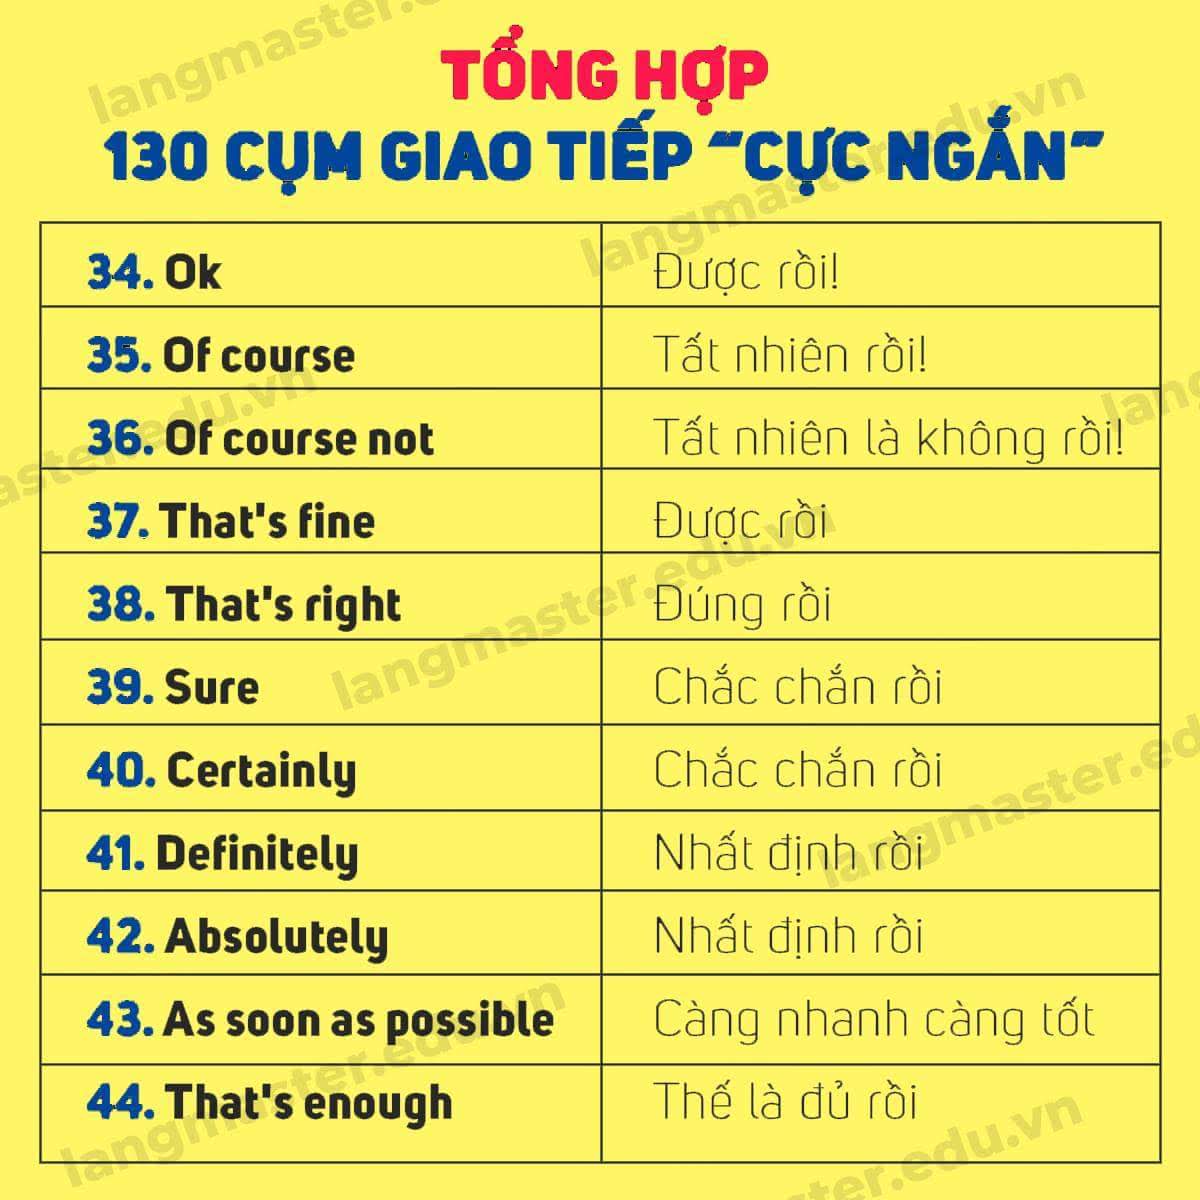 TỔNG HỢP
130 CỤM GIAO TIẾP “CỰC NGẮN”
34. Ok Được rồi!
35. Of course Tất nhiên rồi!
36. Of course not Tất nhiên là không rồi!
37. That's fine Được rồi
38. That's right Đúng rồi
39. Sure Chắc chắn rồi
40. Certainly Chắc chắn rồi
41. Definitely Nhất định rồi
42. Absolutely Nhất định rồi
43. As soon as possible Càng nhanh càng tốt
44. That's enough Thế là đủ rồi
langmaster.edu.vn